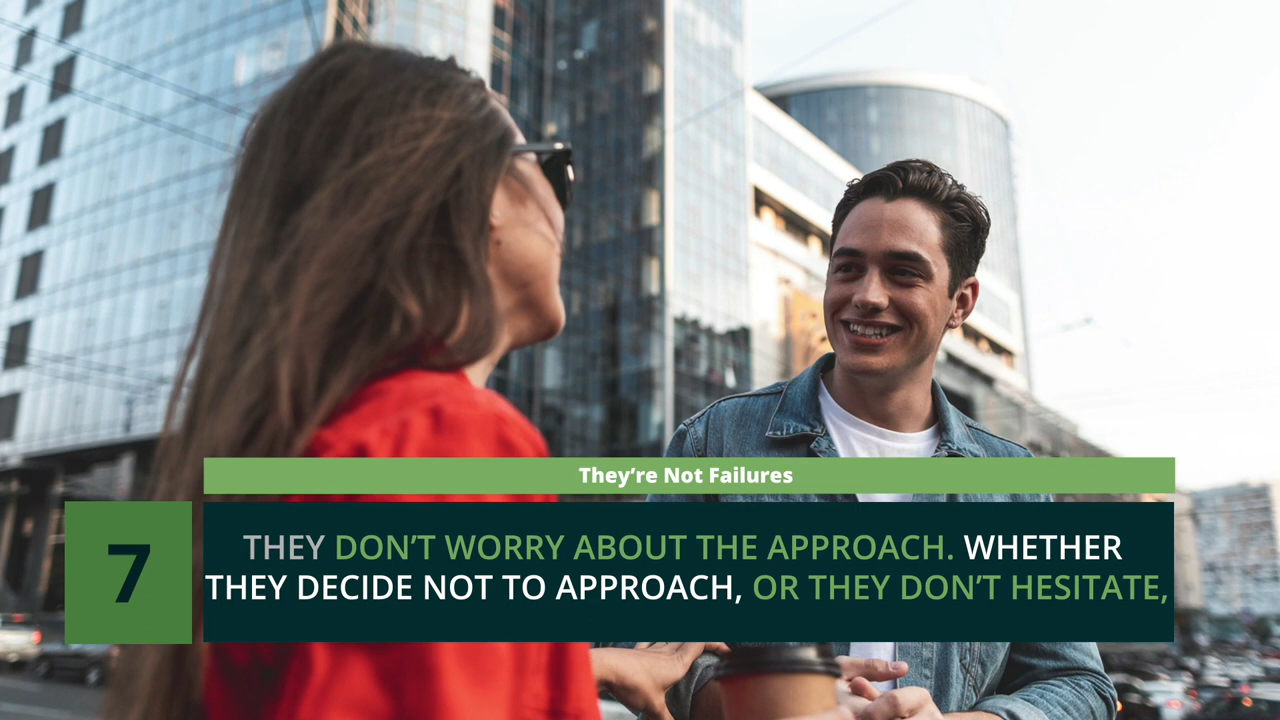 They're Not Failures
7
THEY DON'T WORRY ABOUT THE APPROACH. WHETHER
THEY DECIDE NOT TO APPROACH, OR THEY DON'T HESITATE,